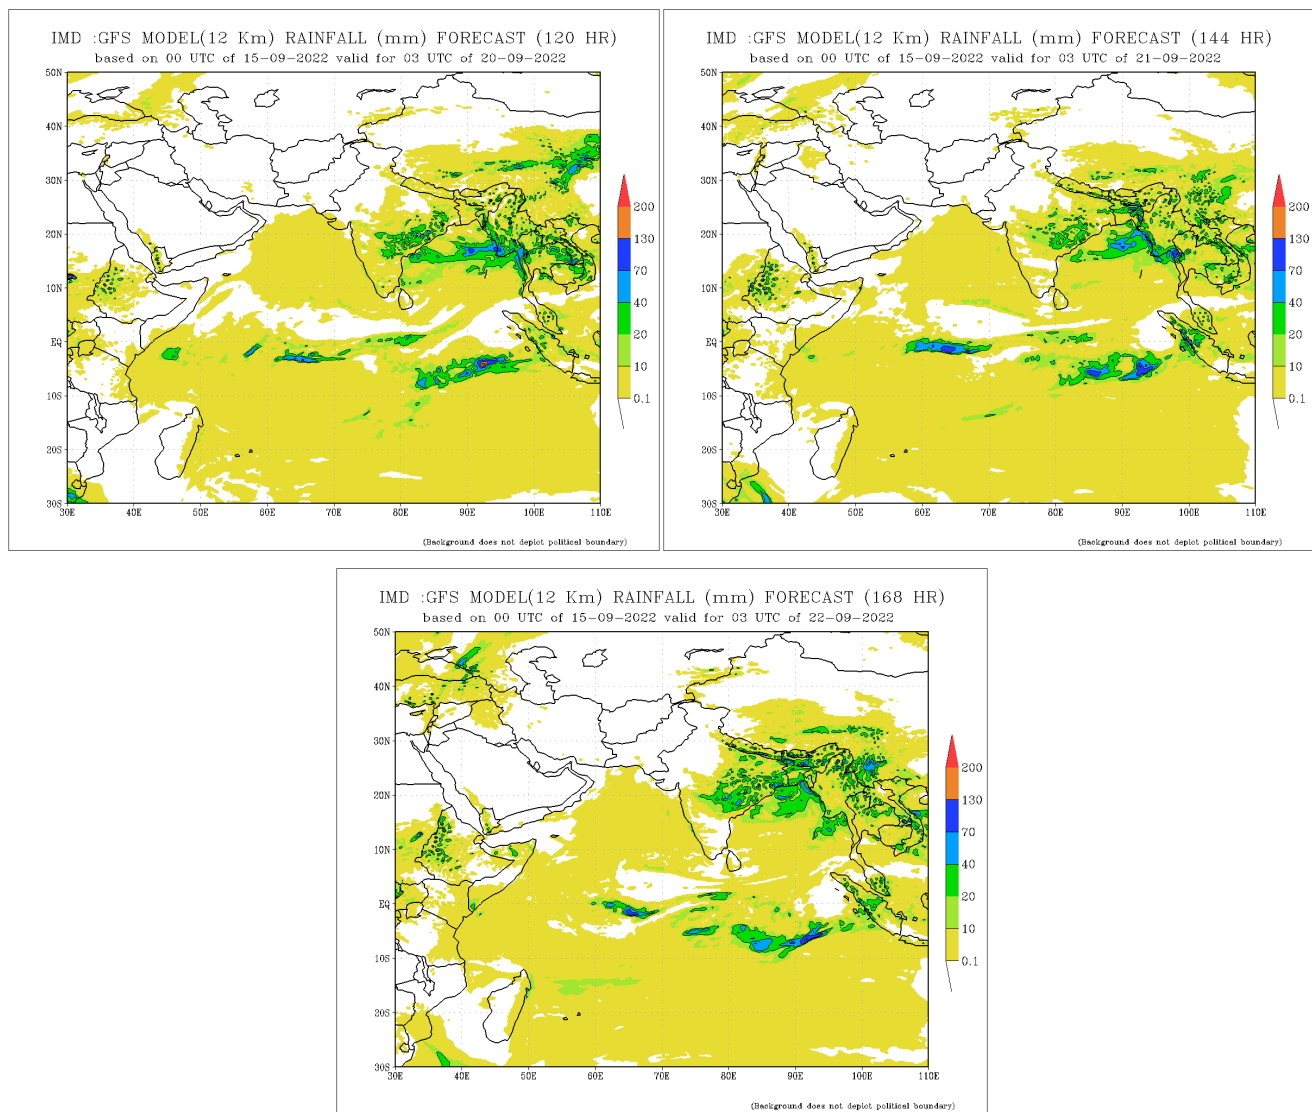 IMD :GFS MODEL(12 Km) RAINFALL (mm) FORECAST (120 HR)
based on 00 UTC of 15-09-2022 valid for 03 UTC of 20-09-2022
50N
40N
30N
20N
10N
EQ
10S
20S
30S
30E 40E 50E 60E 70E 80E 90E 100E 110E
200
130
70
40
20
10
0.1
(Background does not depict political boundary)
IMD :GFS MODEL(12 Km) RAINFALL (mm) FORECAST (144 HR)
based on 00 UTC of 15-09-2022 valid for 03 UTC of 21-09-2022
50N
40N
30N
20N
10N
EQ
10S
20S
30S
30E 40E 50E 60E 70E 80E 90E 100E 110E
200
130
70
40
20
10
0.1
(Background does not depict political boundary)
IMD :GFS MODEL(12 Km) RAINFALL (mm) FORECAST (168 HR)
based on 00 UTC of 15-09-2022 valid for 03 UTC of 22-09-2022
50N
40N
30N
20N
10N
EQ
10S
20S
30S
30E 40E 50E 60E 70E 80E 90E 100E 110E
200
130
70
40
20
10
0.1
(Background does not depict political boundary)